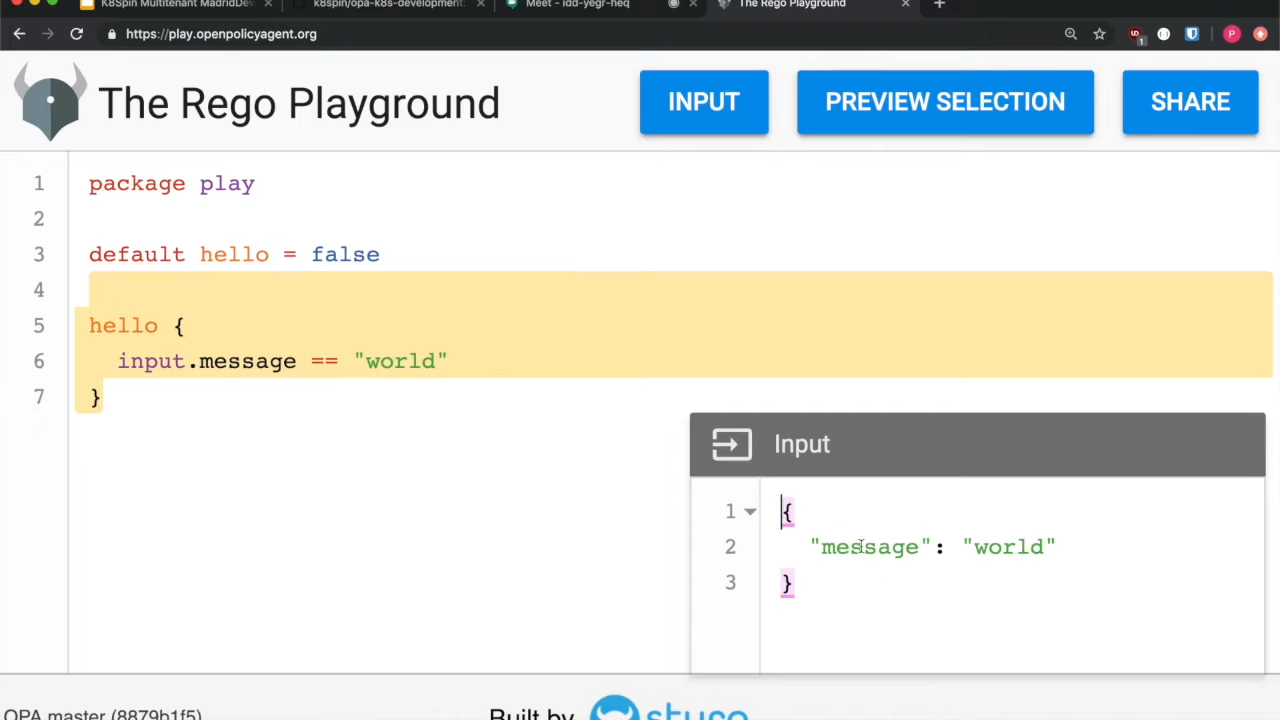 K8Spin Multitenant MadridDev
k8spin/opa-k8s-development:
Meet - idd-yegr-heq
The Rego Playground
https://play.openpolicyagent.org
1
The Rego Playground
INPUT
PREVIEW SELECTION
SHARE
1 package play
2
3 default hello = false
4
5 hello {
6 input.message == "world"
7 }
Input
1 {
2 "message": "world"
3 }
OPA master (8879b1f5)
Built by styra